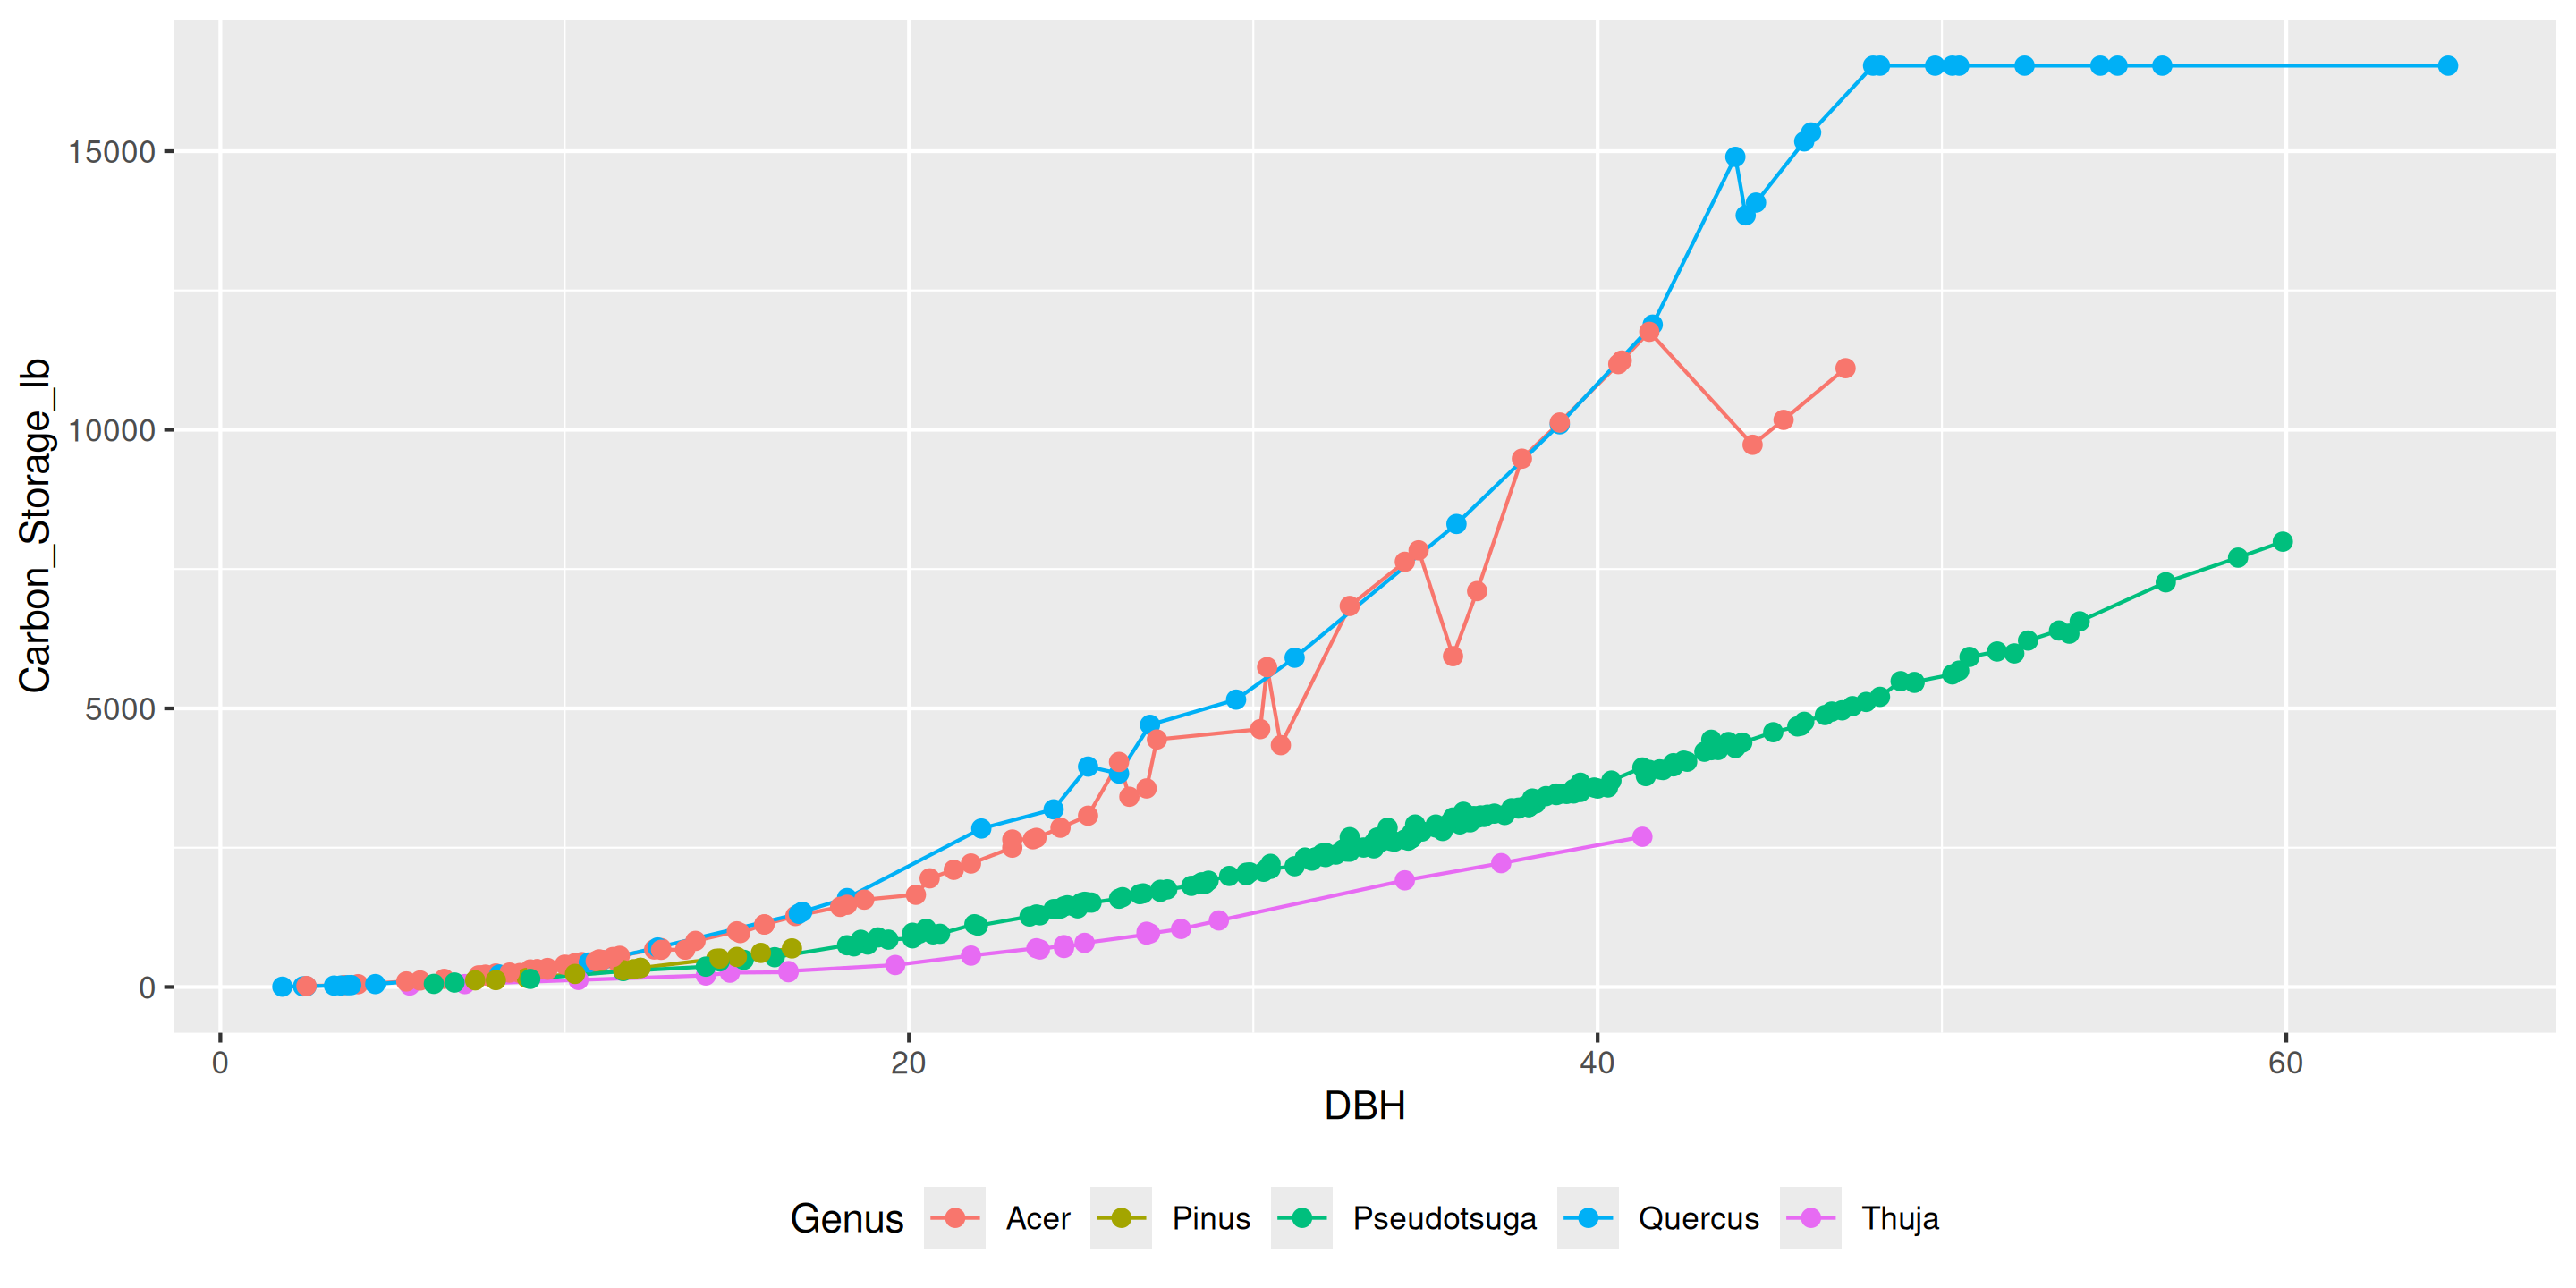 Carbon_Storage_lb
15000
10000
5000
0
0 20 40 60
DBH
Genus Acer Pinus Pseudotsuga Quercus Thuja